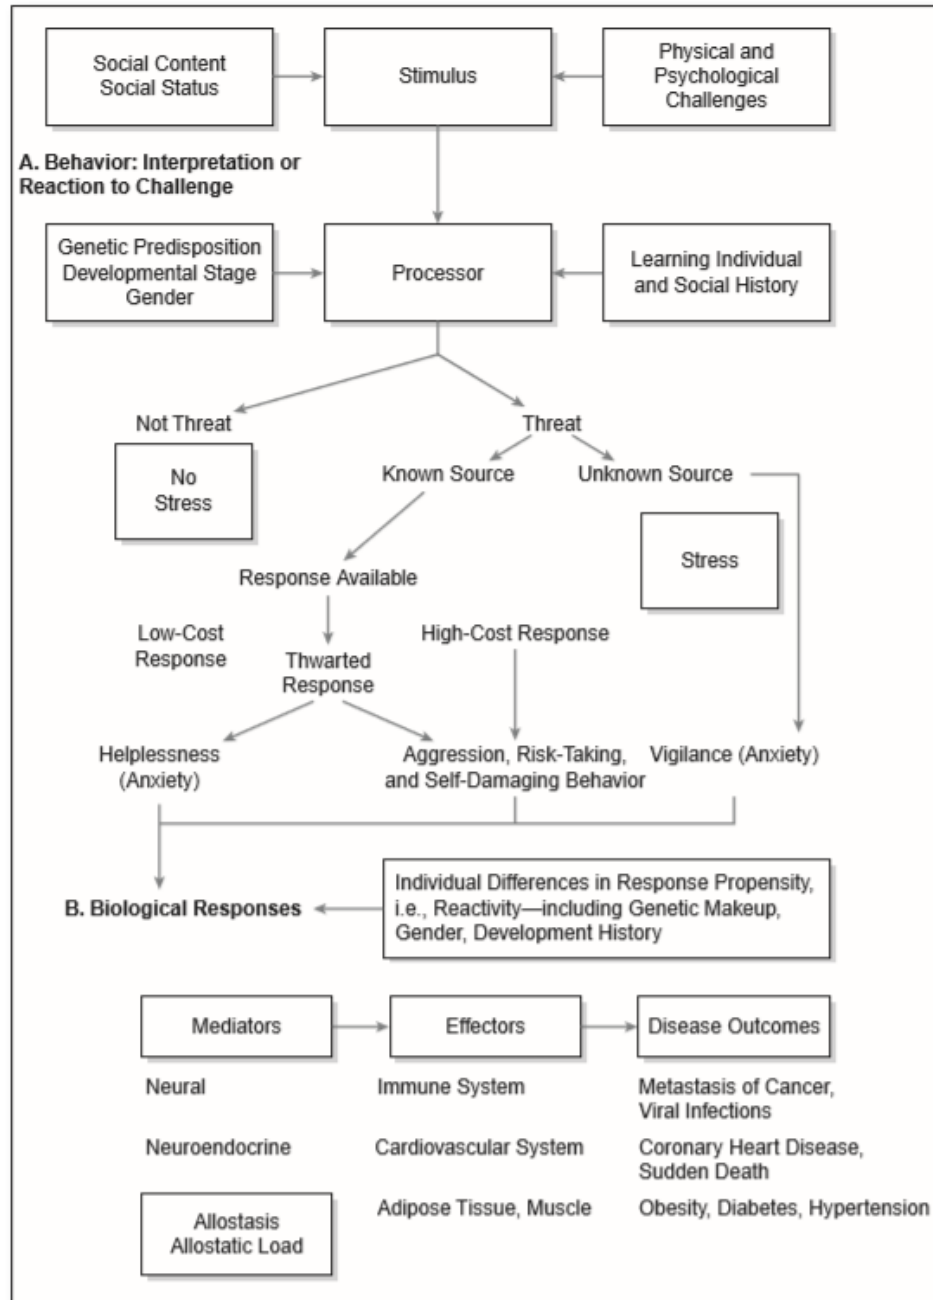 Social Content
Social Status
Stimulus
Physical and
Psychological
Challenges
A. Behavior: Interpretation or
Reaction to Challenge
Genetic Predisposition
Developmental Stage
Gender
Processor
Learning Individual
and Social History
Not Threat
Threat
No
Stress
Known Source
Unknown Source
Stress
Response Available
Low-Cost
Response
High-Cost Response
Thwarted
Response
Helplessness
(Anxiety)
Aggression, Risk-Taking,
and Self-Damaging Behavior
Vigilance (Anxiety)
B. Biological Responses
Individual Differences in Response Propensity,
i.e., Reactivity—including Genetic Makeup,
Gender, Development History
Mediators
Effectors
Disease Outcomes
Neural
Immune System
Metastasis of Cancer,
Viral Infections
Neuroendocrine
Cardiovascular System
Coronary Heart Disease,
Sudden Death
Allostasis
Allostatic Load
Adipose Tissue, Muscle
Obesity, Diabetes, Hypertension